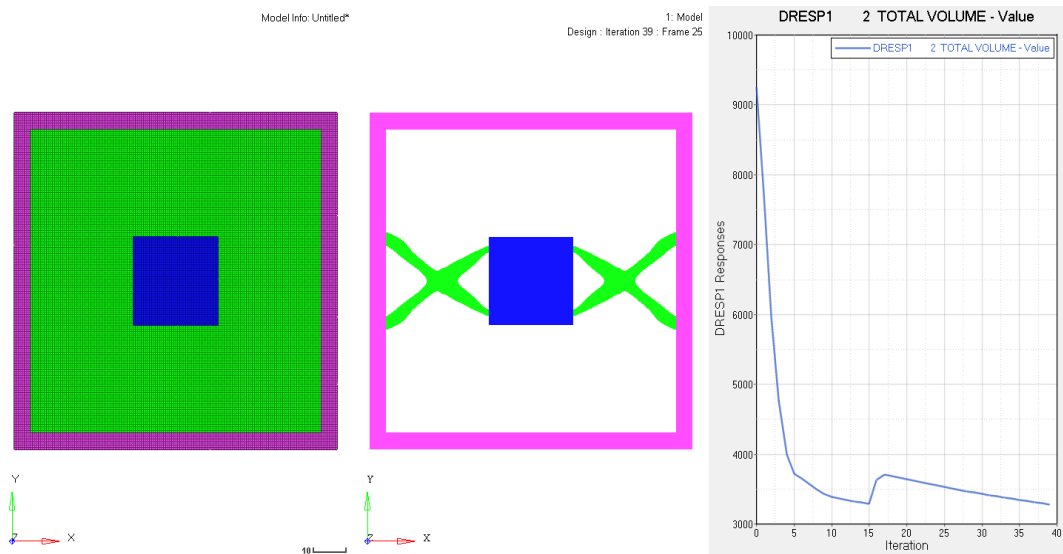 Model Info: Untitled*
1: Model
Design : Iteration 39 : Frame 25
Y
Z
X
10
Y
Z
X
DRESP1 2 TOTAL VOLUME - Value
DRESP1 2 TOTAL VOLUME - Value
DRESP1 Responses
10000
9000
8000
7000
6000
5000
4000
3000
0
5
10
15
20
25
30
35
40
Iteration